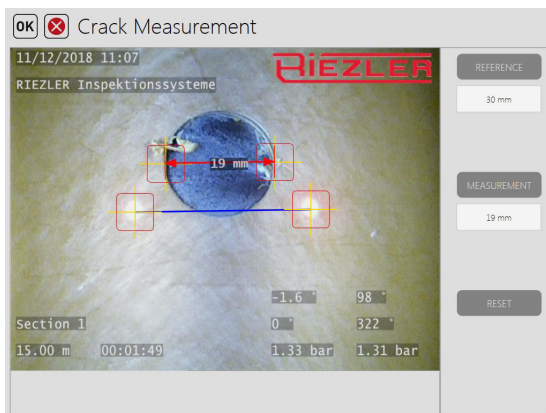 OK Crack Measurement
11/12/2018 11:07
RIEZLER
RIEZLER Inspektionssysteme
REFERENCE
30 mm
19 mm
MEASUREMENT
19 mm
-1.6 ° 98 °
Section 1 0 ° 322 °
RESET
15.00 m 00:01:49 1.33 bar 1.31 bar